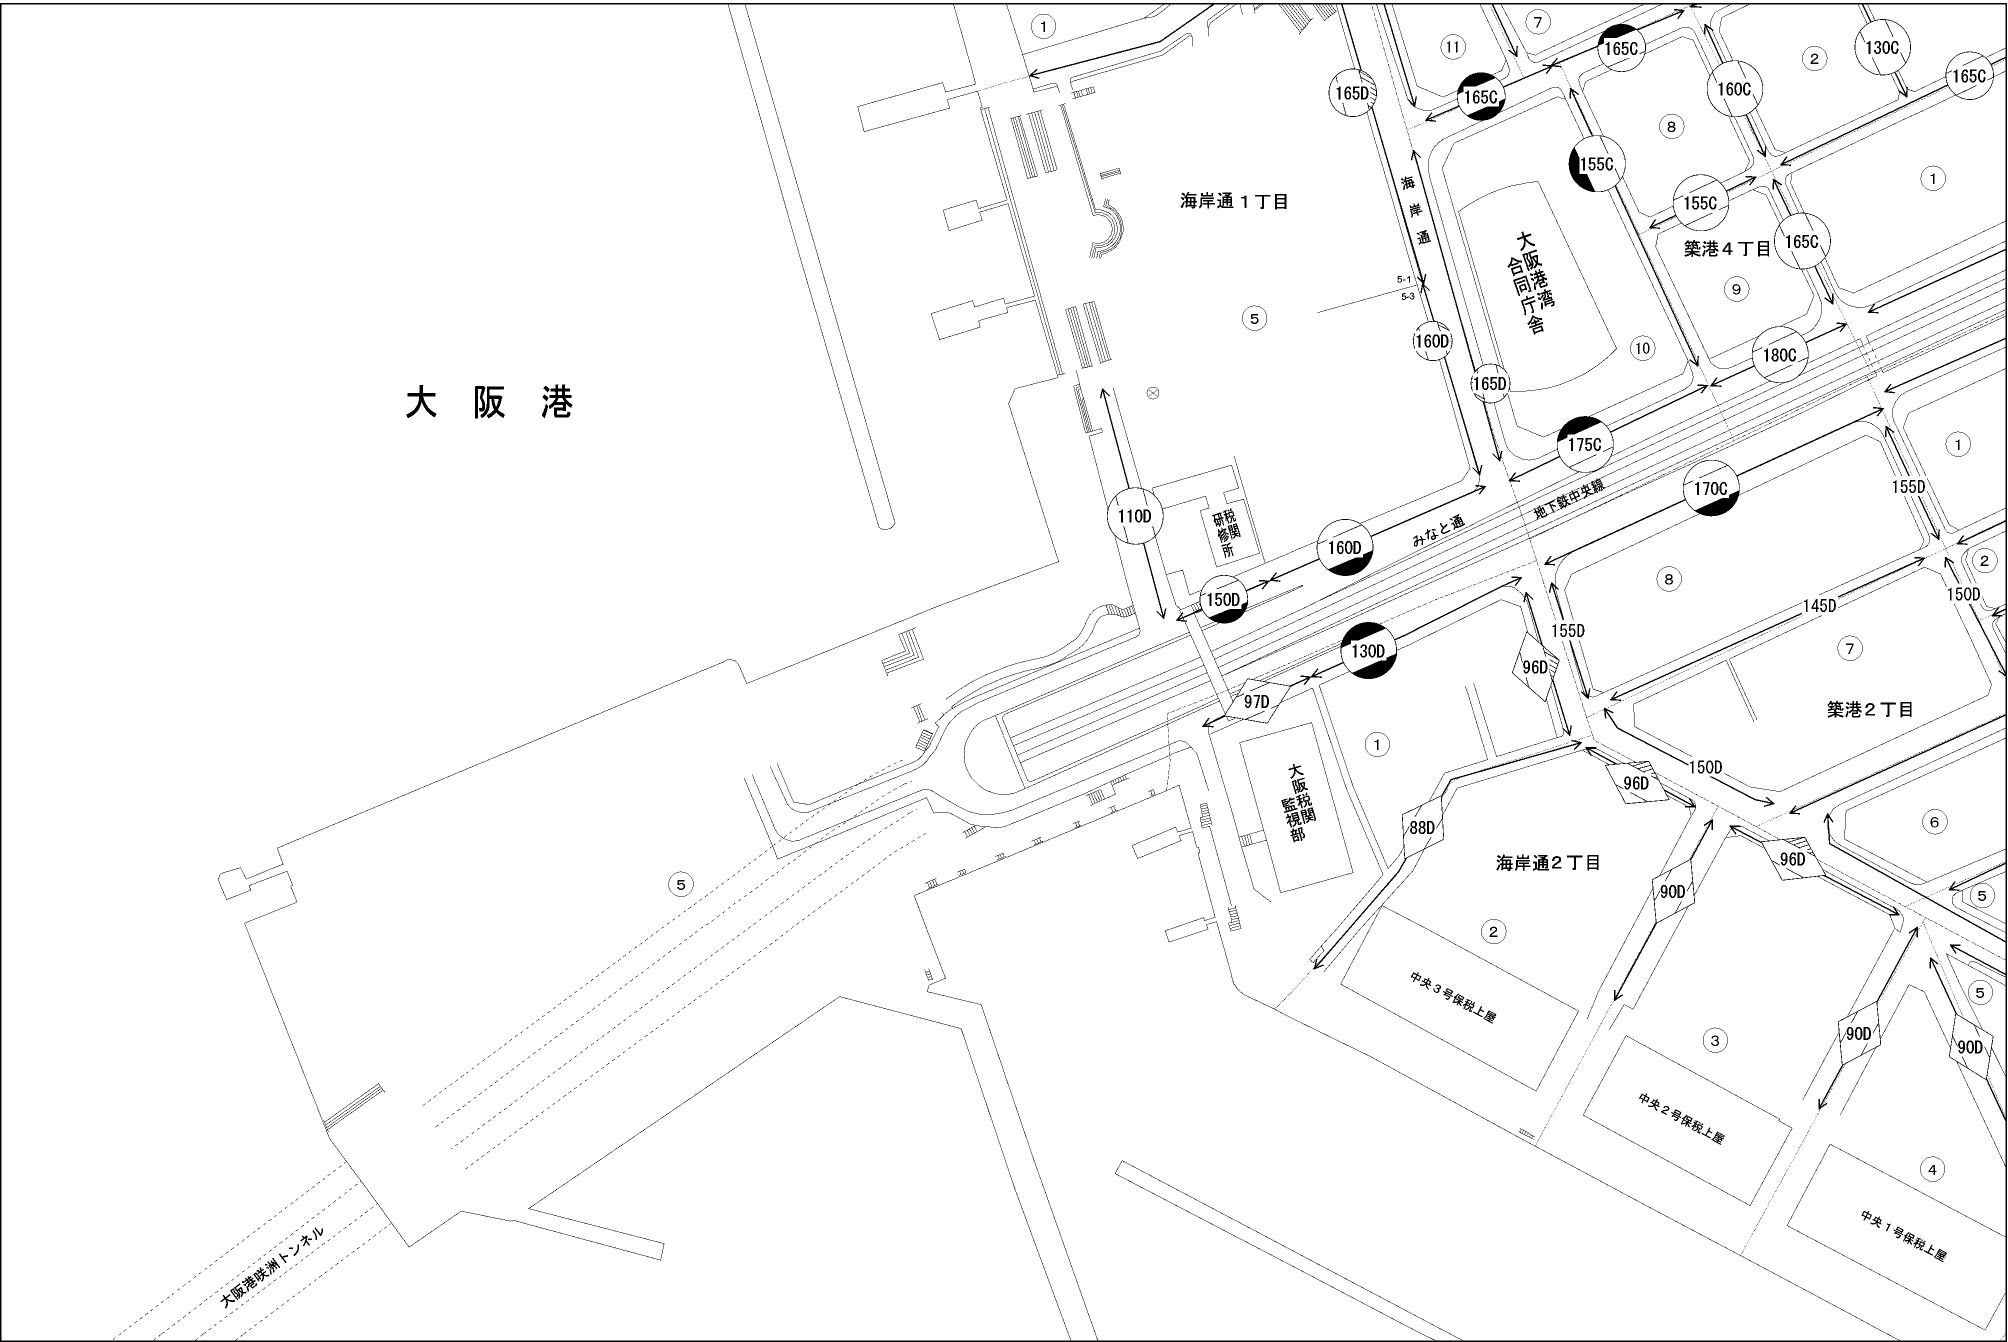 1
7
11
165C
130C
2
165D
165C
160C
165C
8
155C
海岸通1丁目
海岸通
155C
1
大阪港湾
合同庁舎
165C
築港4丁目
5-1
5-3
9
5
160D
10
180C
165D
大阪港
175C
1
170C
155D
地下鉄中央線
みなと通
110D
税関
研修所
160D
2
8
150D
150D
145D
155D
130D
96D
7
97D
築港2丁目
1
150D
96D
大阪税関
監視部
88D
6
海岸通2丁目
96D
5
90D
5
2
中央3号保税上屋
5
90D
90D
3
中央2号保税上屋
4
中央1号保税上屋
大阪港咲洲トンネル